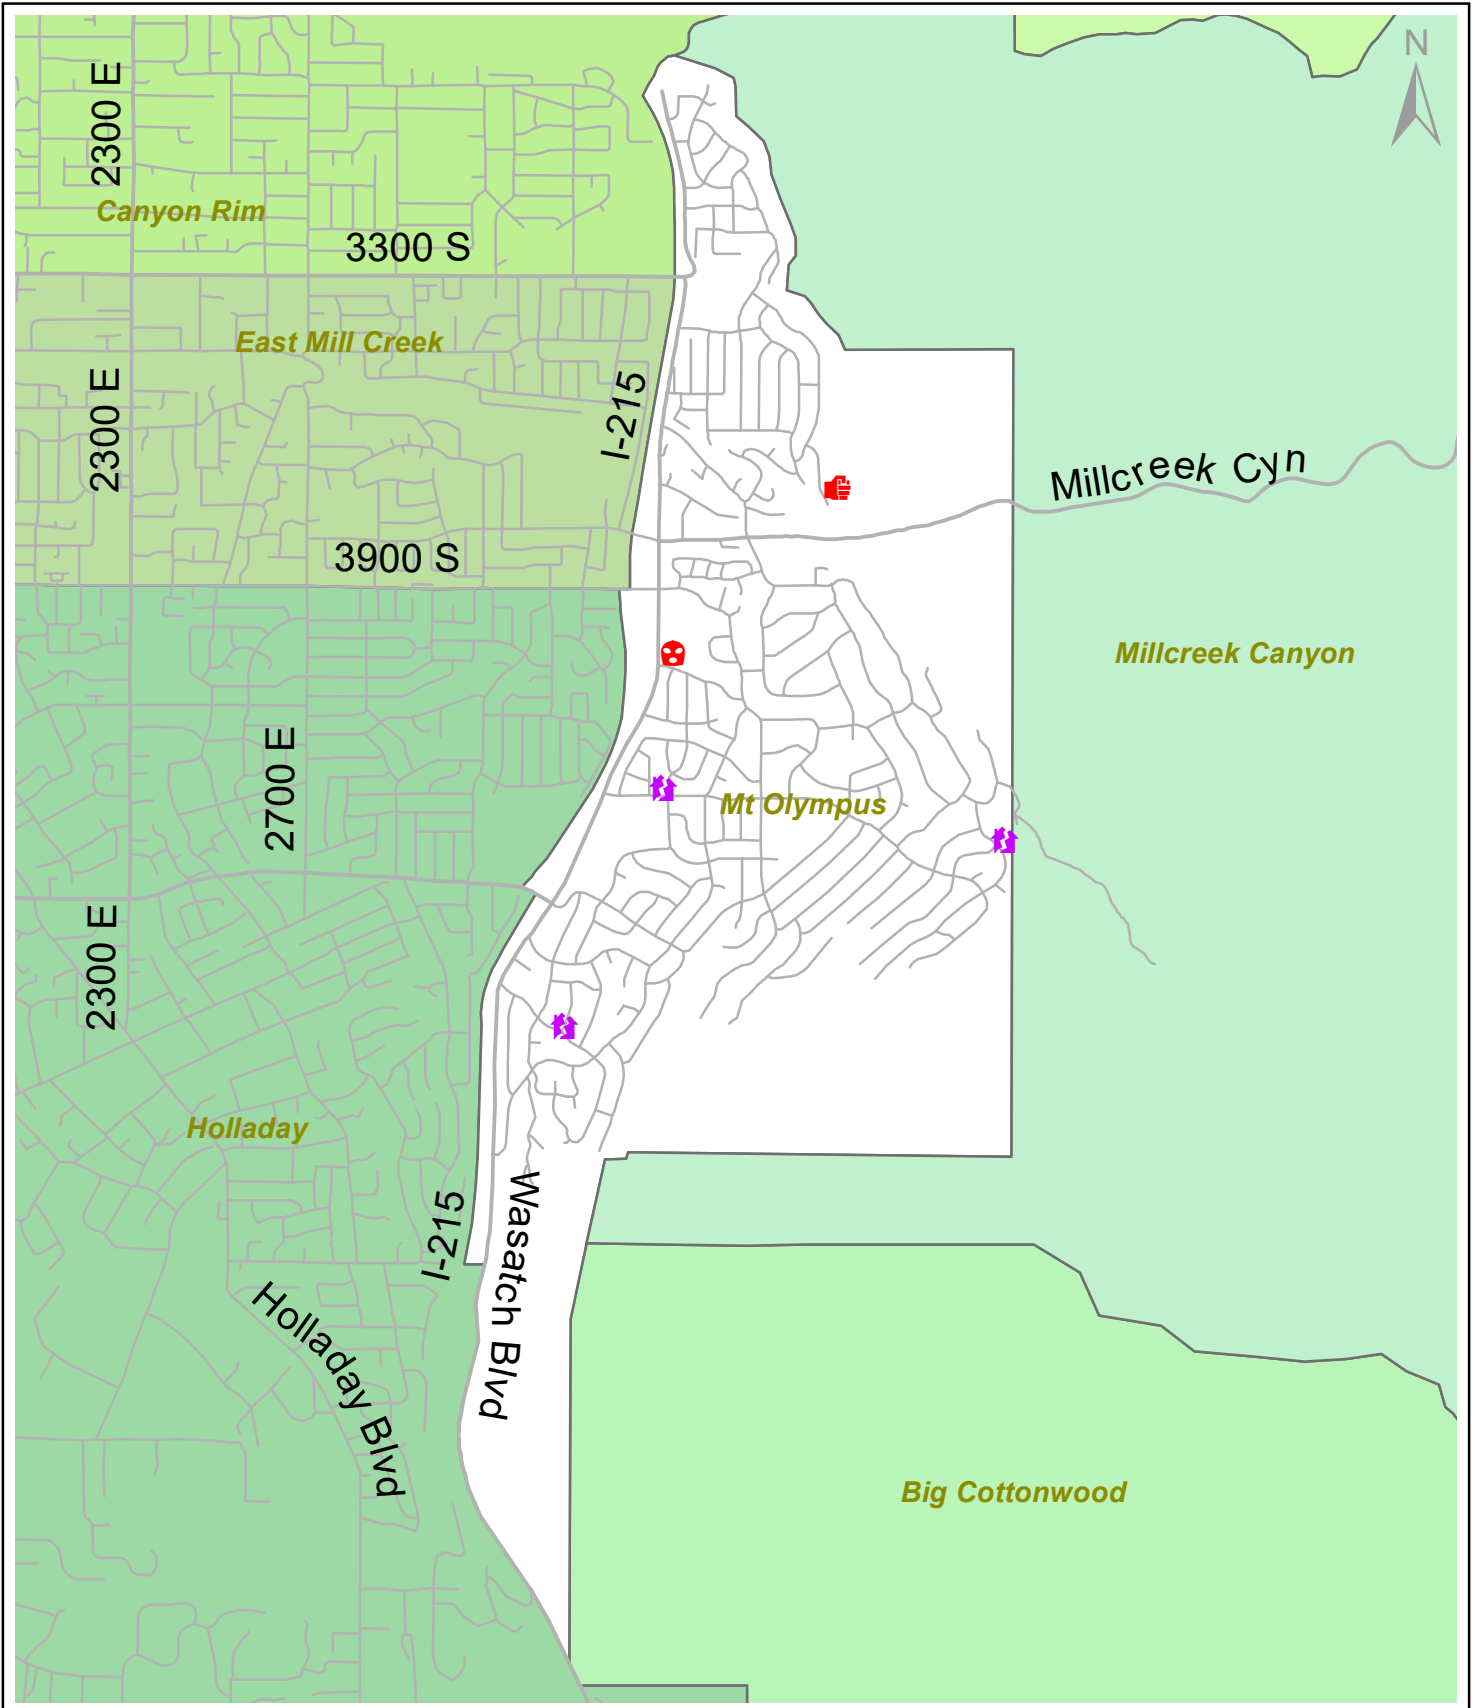 N
2300 E
Canyon Rim
3300 S
East Mill Creek
2300 E
I-215
Millcreek Cyn
3900 S
Millcreek Canyon
2700 E
Mt Olympus
2300 E
Holladay
I-215
Wasatch Blvd
Holladay Blvd
Big Cottonwood